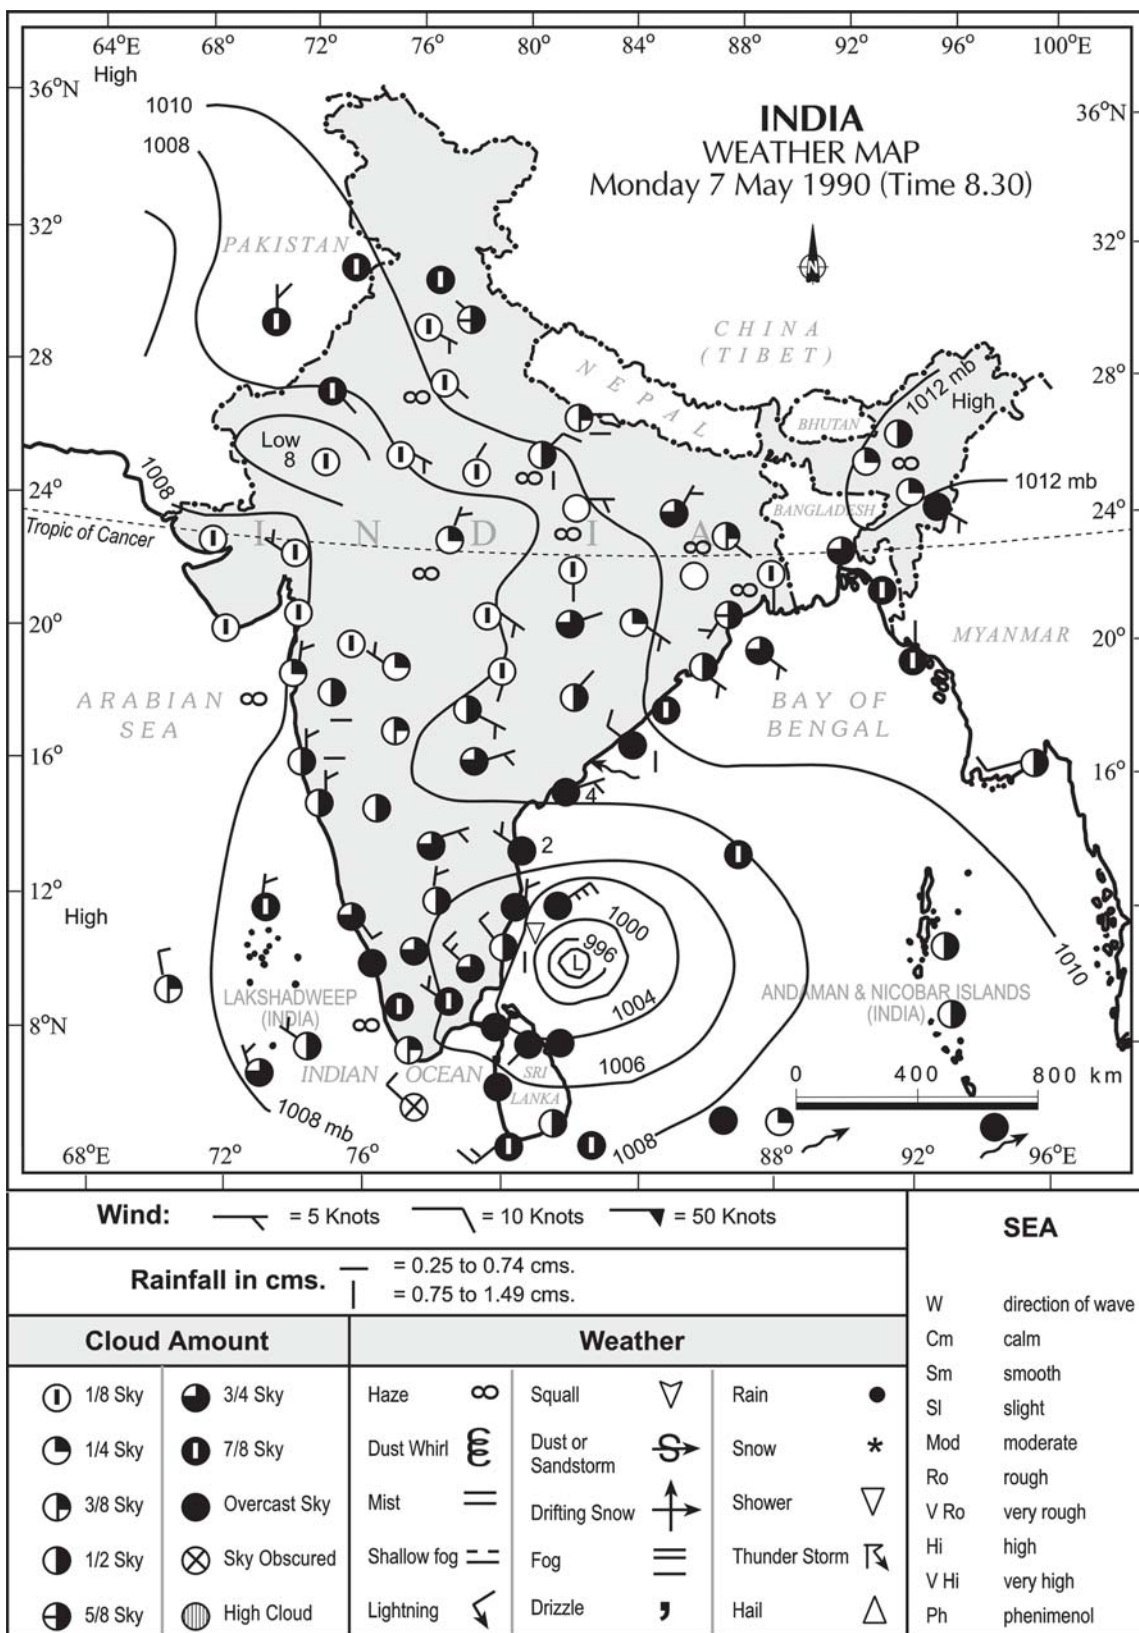 64°E 68° 72° 76° 80° 84° 88° 92° 96° 100°E
High
36°N
1010
1008
INDIA
WEATHER MAP
Monday 7 May 1990 (Time 8.30)
36°N
32°
PAKISTAN
N
32°
CHINA
(TIBET)
28°
NEPAL
28°
1012 mb
High
BHUTAN
Low
8
1008
24°
1012 mb
BANGLADESH
24°
Tropic of Cancer
INDIA
20°
MYANMAR
20°
ARABIAN
SEA
BAY OF
BENGAL
16°
16°
4
2
12°
12°
High
1000
996
L
1010
1004
LAKSHADWEEP
(INDIA)
ANDAMAN & NICOBAR ISLANDS
(INDIA)
8°N
8°
1006
INDIAN OCEAN
SRI
LANKA
0 400 800 km
1008 mb
1008
68°E 72° 76° 80° 88° 92° 96°E
Wind: = 5 Knots = 10 Knots = 50 Knots
Rainfall in cms. = 0.25 to 0.74 cms.
= 0.75 to 1.49 cms.
Cloud Amount
1/8 Sky 3/4 Sky
1/4 Sky 7/8 Sky
3/8 Sky Overcast Sky
1/2 Sky Sky Obscured
5/8 Sky High Cloud
Weather
Haze Squall Rain
Dust Whirl Dust or
Sandstorm Snow
Mist Drifting Snow Shower
Shallow fog Fog Thunder Storm
Lightning Drizzle Hail
SEA
W direction of wave
Cm calm
Sm smooth
Sl slight
Mod moderate
Ro rough
V Ro very rough
Hi high
V Hi very high
Ph phenimenol